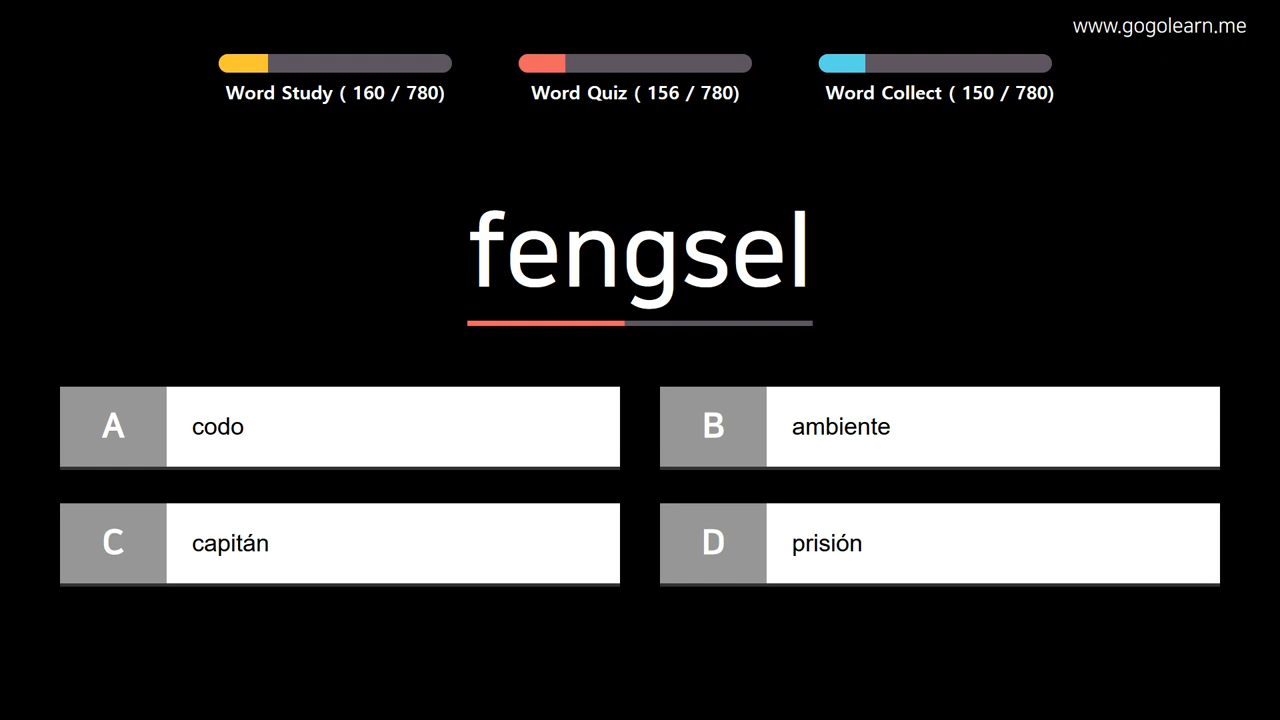 www.gogolearn.me
Word Study ( 160 / 780)
Word Quiz ( 156 / 780)
Word Collect ( 150 / 780)
fengsel
A codo
B ambiente
C capitán
D prisión